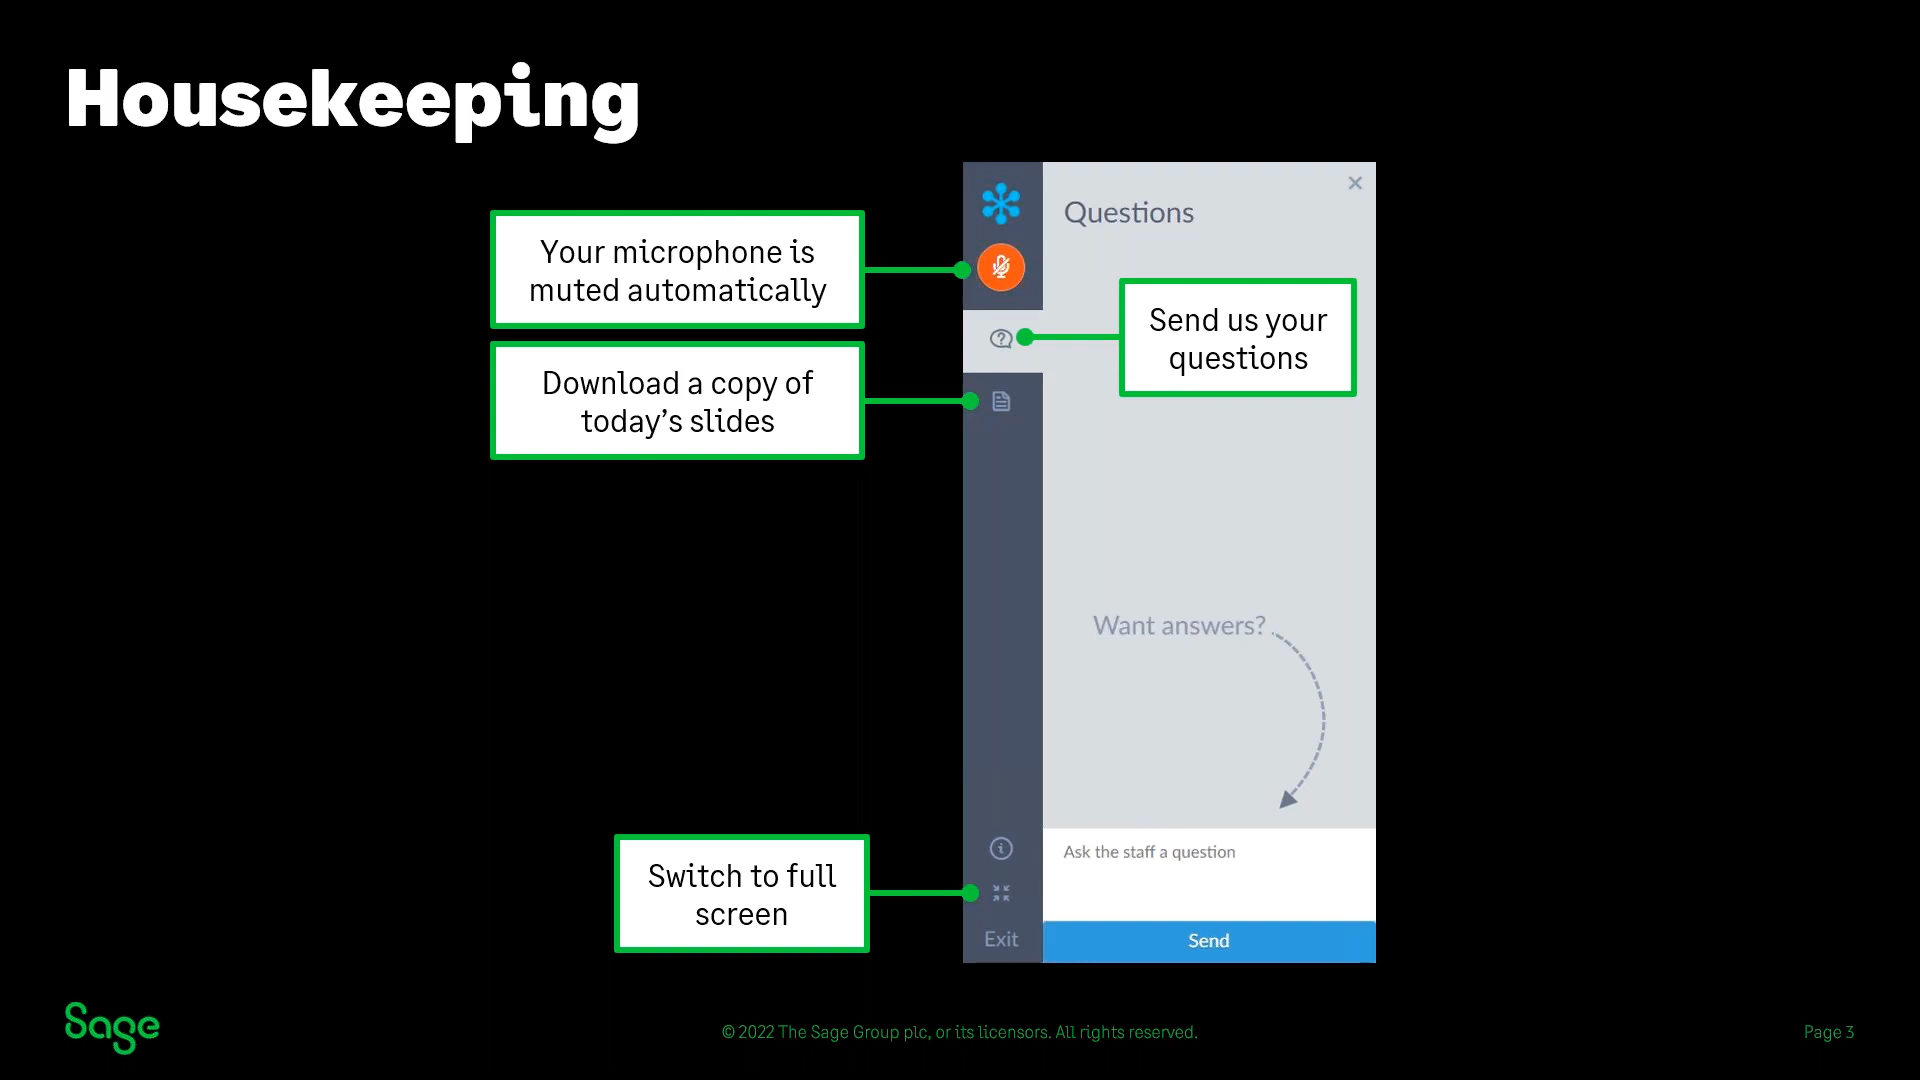 Housekeeping
Your microphone is
muted automatically
Download a copy of
today’s slides
Questions
Send us your
questions
Want answers?
Switch to full
screen
Ask the staff a question
Exit
Send
Sage
© 2022 The Sage Group plc, or its licensors. All rights reserved.
Page 3